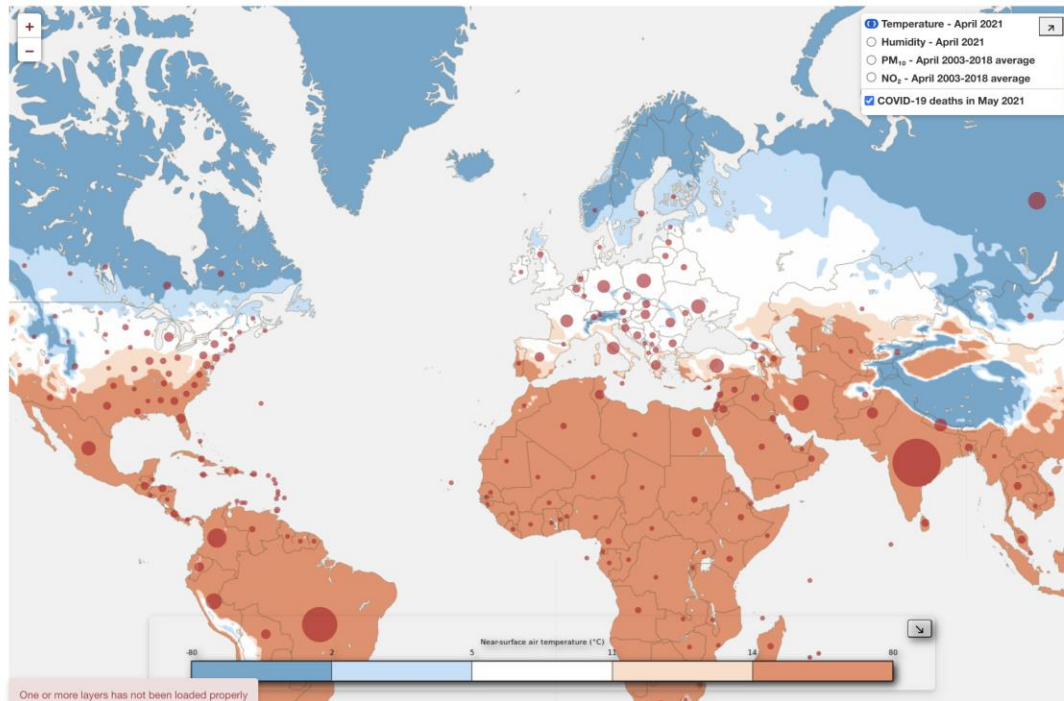 +
−
Temperature - April 2021
Humidity - April 2021
PM₁₀ - April 2003-2018 average
NO₂ - April 2003-2018 average
COVID-19 deaths in May 2021
Near-surface air temperature (°C)
-80 2 5 11 14 80
One or more layers has not been loaded properly